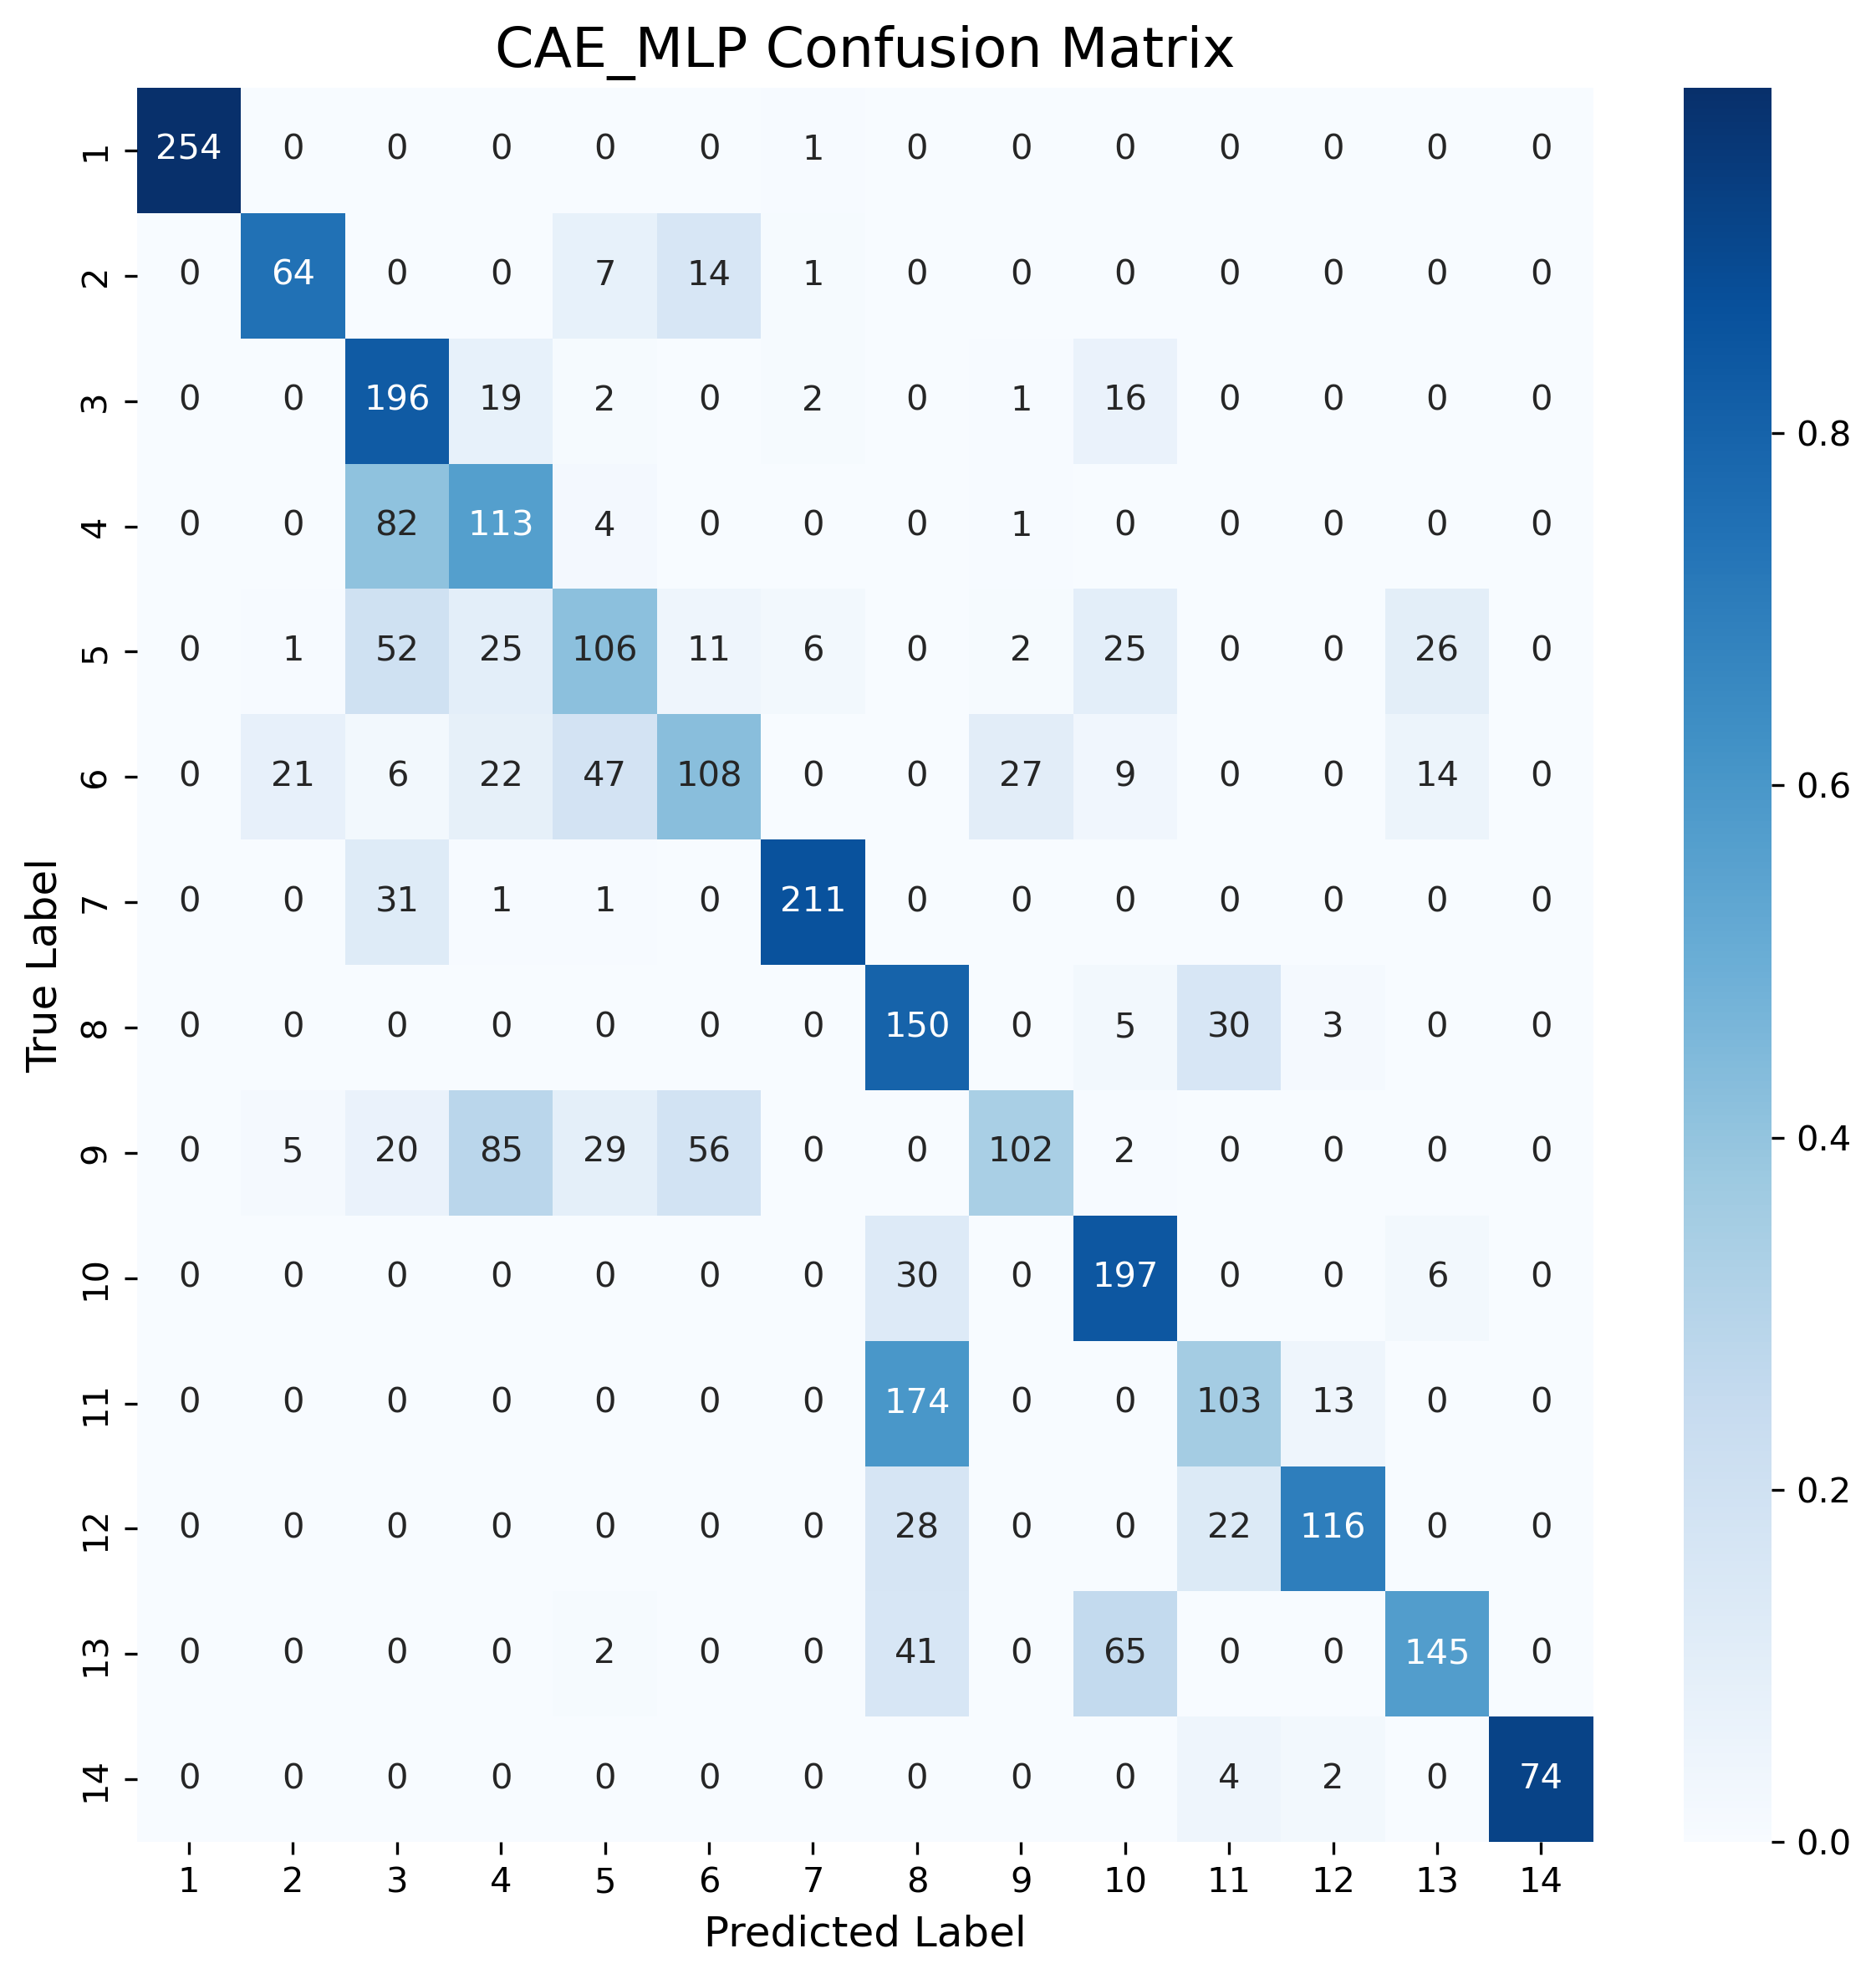 CAE_MLP Confusion Matrix
1 254 0 0 0 0 0 1 0 0 0 0 0 0 0
2 0 64 0 0 7 14 1 0 0 0 0 0 0 0
3 0 0 196 19 2 0 2 0 1 16 0 0 0 0
4 0 0 82 113 4 0 0 0 1 0 0 0 0 0
5 0 1 52 25 106 11 6 0 2 25 0 0 26 0
6 0 21 6 22 47 108 0 0 27 9 0 0 14 0
7 0 0 31 1 1 0 211 0 0 0 0 0 0 0
8 0 0 0 0 0 0 0 150 0 5 30 3 0 0
9 0 5 20 85 29 56 0 0 102 2 0 0 0 0
10 0 0 0 0 0 0 0 30 0 197 0 0 6 0
11 0 0 0 0 0 0 0 174 0 0 103 13 0 0
12 0 0 0 0 0 0 0 28 0 0 22 116 0 0
13 0 0 0 0 2 0 0 41 0 65 0 0 145 0
14 0 0 0 0 0 0 0 0 0 0 4 2 0 74
1 2 3 4 5 6 7 8 9 10 11 12 13 14
Predicted Label
True Label
0.8
0.6
0.4
0.2
0.0